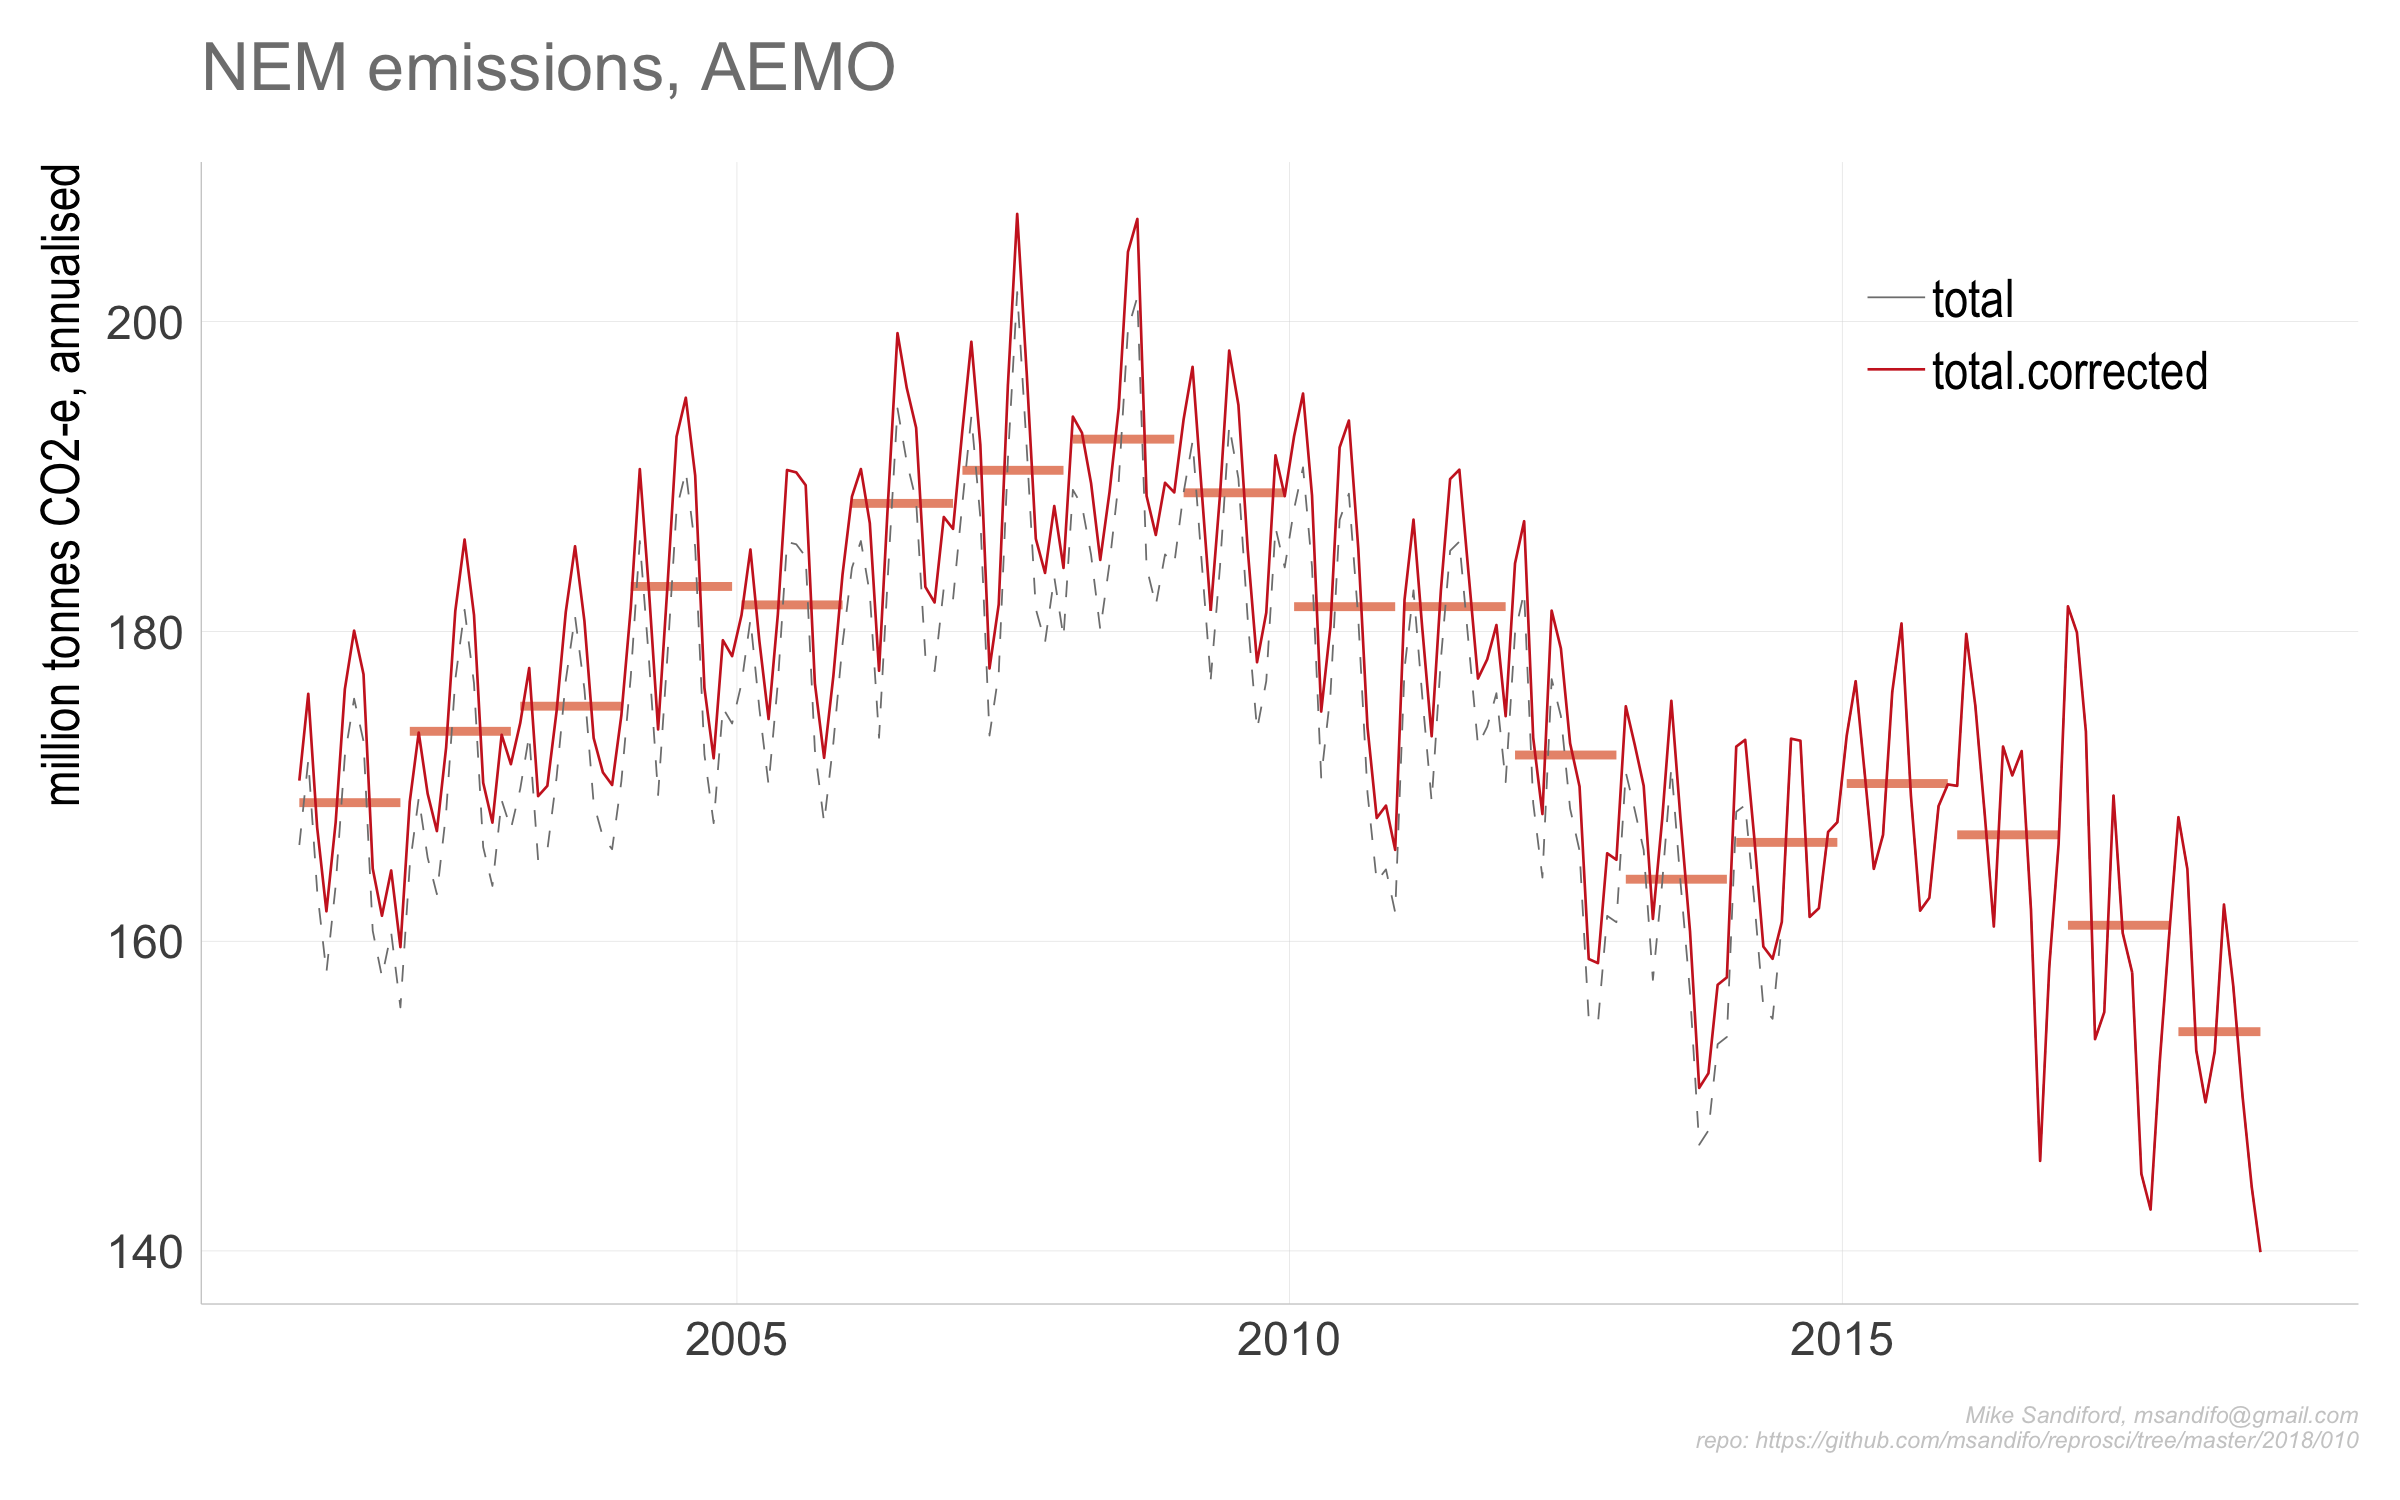 NEM emissions, AEMO
million tonnes CO2-e, annualised
200
180
160
140
total
total.corrected
2005
2010
2015
Mike Sandiford, msandifo@gmail.com
repo: https://github.com/msandifo/reprosci/tree/master/2018/010